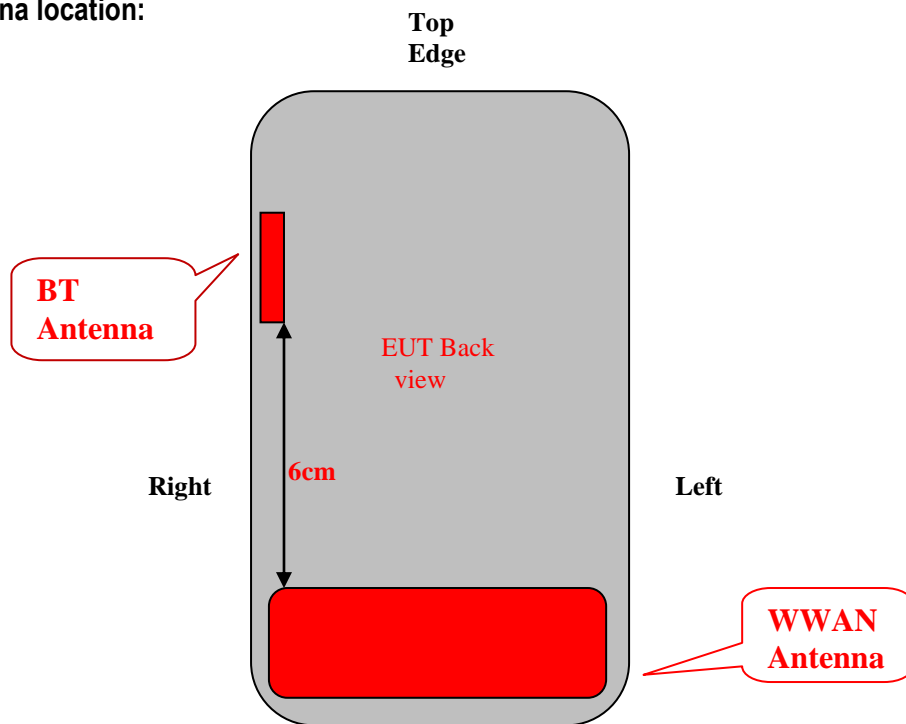 na location:
Top
Edge
BT
Antenna
EUT Back
view
6cm
Right
Left
WWAN
Antenna